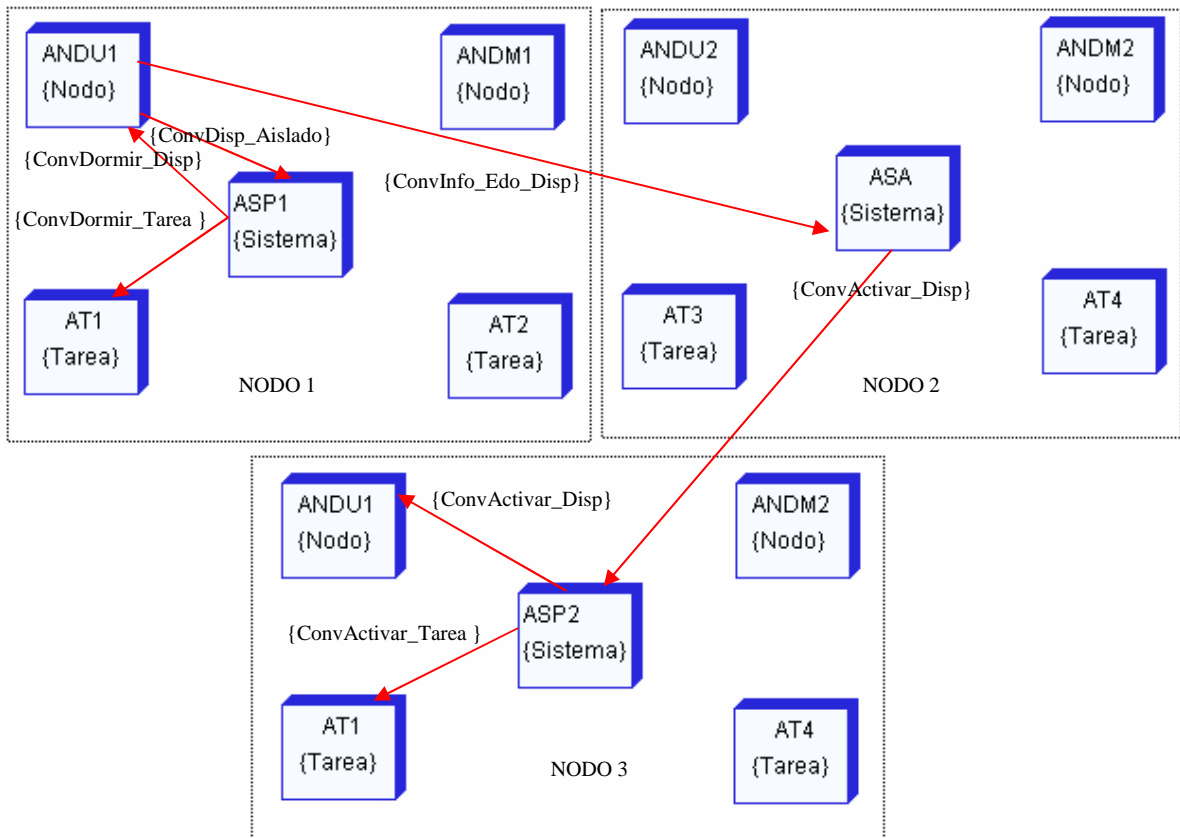 ANDU1
{Nodo}
ANDM1
{Nodo}
ANDU2
{Nodo}
ANDM2
{Nodo}
{ConvDisp_Aislado}
{ConvDormir_Disp}
{ConvInfo_Edo_Disp}
ASA
{Sistema}
ASP1
{Sistema}
{ConvDormir_Tarea }
{ConvActivar_Disp}
AT1
{Tarea}
AT2
{Tarea}
AT3
{Tarea}
AT4
{Tarea}
NODO 1
NODO 2
ANDU1
{Nodo}
{ConvActivar_Disp}
ANDM2
{Nodo}
ASP2
{Sistema}
{ConvActivar_Tarea }
AT1
{Tarea}
AT4
{Tarea}
NODO 3